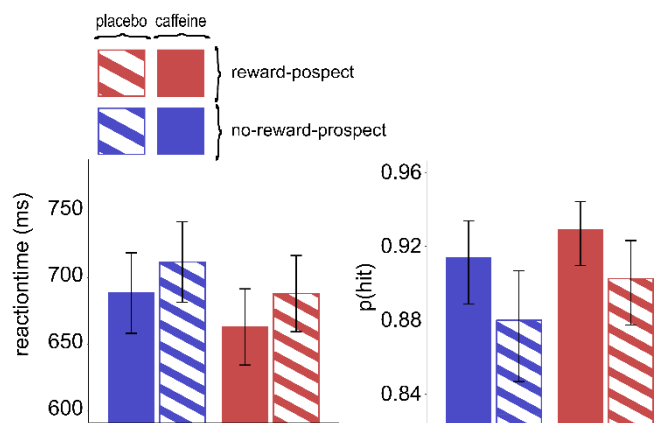 placebo caffeine
reward-pospect
no-reward-prospect
reactiontime (ms)
750
700
650
600
p(hit)
0.96
0.92
0.88
0.84